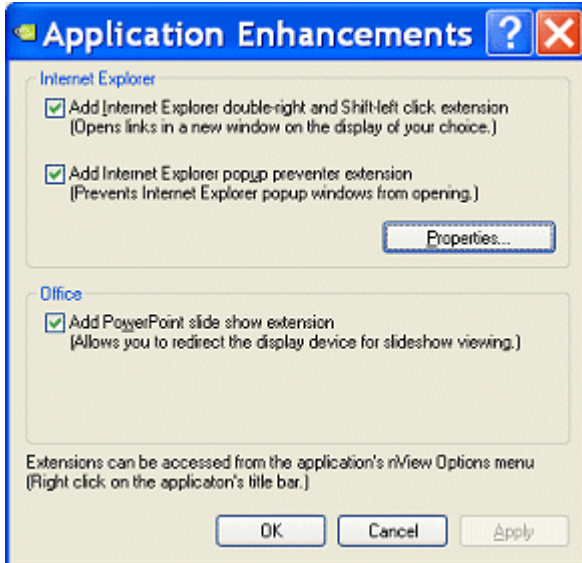 Application Enhancements
Internet Explorer
Add Internet Explorer double-right and Shift-left click extension
(Opens links in a new window on the display of your choice.)
Add Internet Explorer popup preventer extension
(Prevents Internet Explorer popup windows from opening.)
Properties...
Office
Add PowerPoint slide show extension
(Allows you to redirect the display device for slideshow viewing.)
Extensions can be accessed from the application's nView Options menu
(Right click on the applicaton's title bar.)
OK Cancel Apply